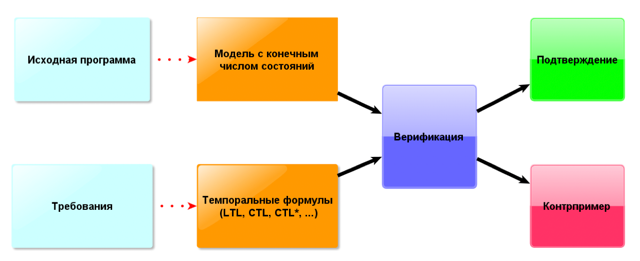 Исходная программа
Модель с конечным
числом состояний
Подтверждение
Верификация
Требования
Темпоральные формулы
(LTL, CTL, CTL*, ...)
Контрпример